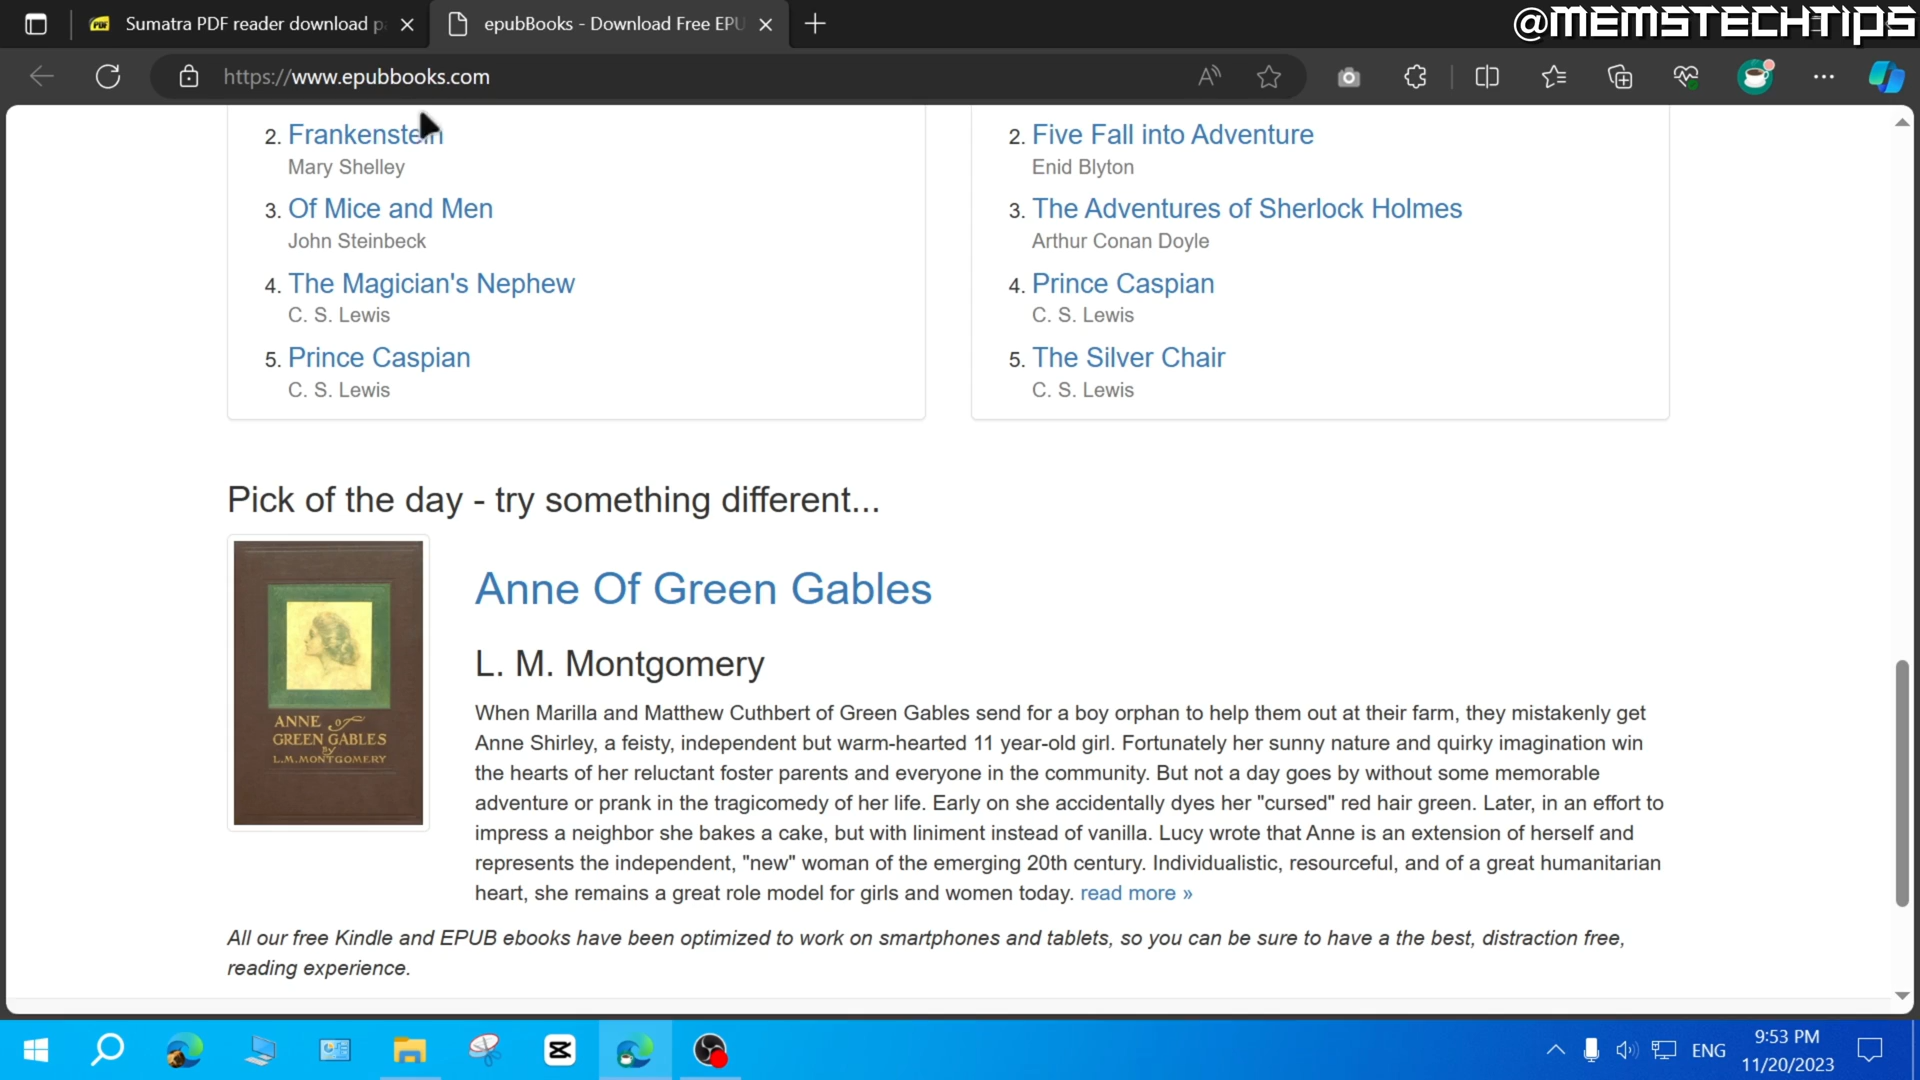 Sumatra PDF reader download p
epubBooks - Download Free EPU
@MEMSTECHTIPS
https://www.epubbooks.com
2. Frankenstein
Mary Shelley
3. Of Mice and Men
John Steinbeck
4. The Magician's Nephew
C. S. Lewis
5. Prince Caspian
C. S. Lewis
2. Five Fall into Adventure
Enid Blyton
3. The Adventures of Sherlock Holmes
Arthur Conan Doyle
4. Prince Caspian
C. S. Lewis
5. The Silver Chair
C. S. Lewis
Pick of the day - try something different...
ANNE of
GREEN GABLES
BY
L.M.MONTGOMERY
Anne Of Green Gables
L. M. Montgomery
When Marilla and Matthew Cuthbert of Green Gables send for a boy orphan to help them out at their farm, they mistakenly get
Anne Shirley, a feisty, independent but warm-hearted 11 year-old girl. Fortunately her sunny nature and quirky imagination win
the hearts of her reluctant foster parents and everyone in the community. But not a day goes by without some memorable
adventure or prank in the tragicomedy of her life. Early on she accidentally dyes her "cursed" red hair green. Later, in an effort to
impress a neighbor she bakes a cake, but with liniment instead of vanilla. Lucy wrote that Anne is an extension of herself and
represents the independent, "new" woman of the emerging 20th century. Individualistic, resourceful, and of a great humanitarian
heart, she remains a great role model for girls and women today. read more »
All our free Kindle and EPUB ebooks have been optimized to work on smartphones and tablets, so you can be sure to have a the best, distraction free,
reading experience.
ENG
9:53 PM
11/20/2023